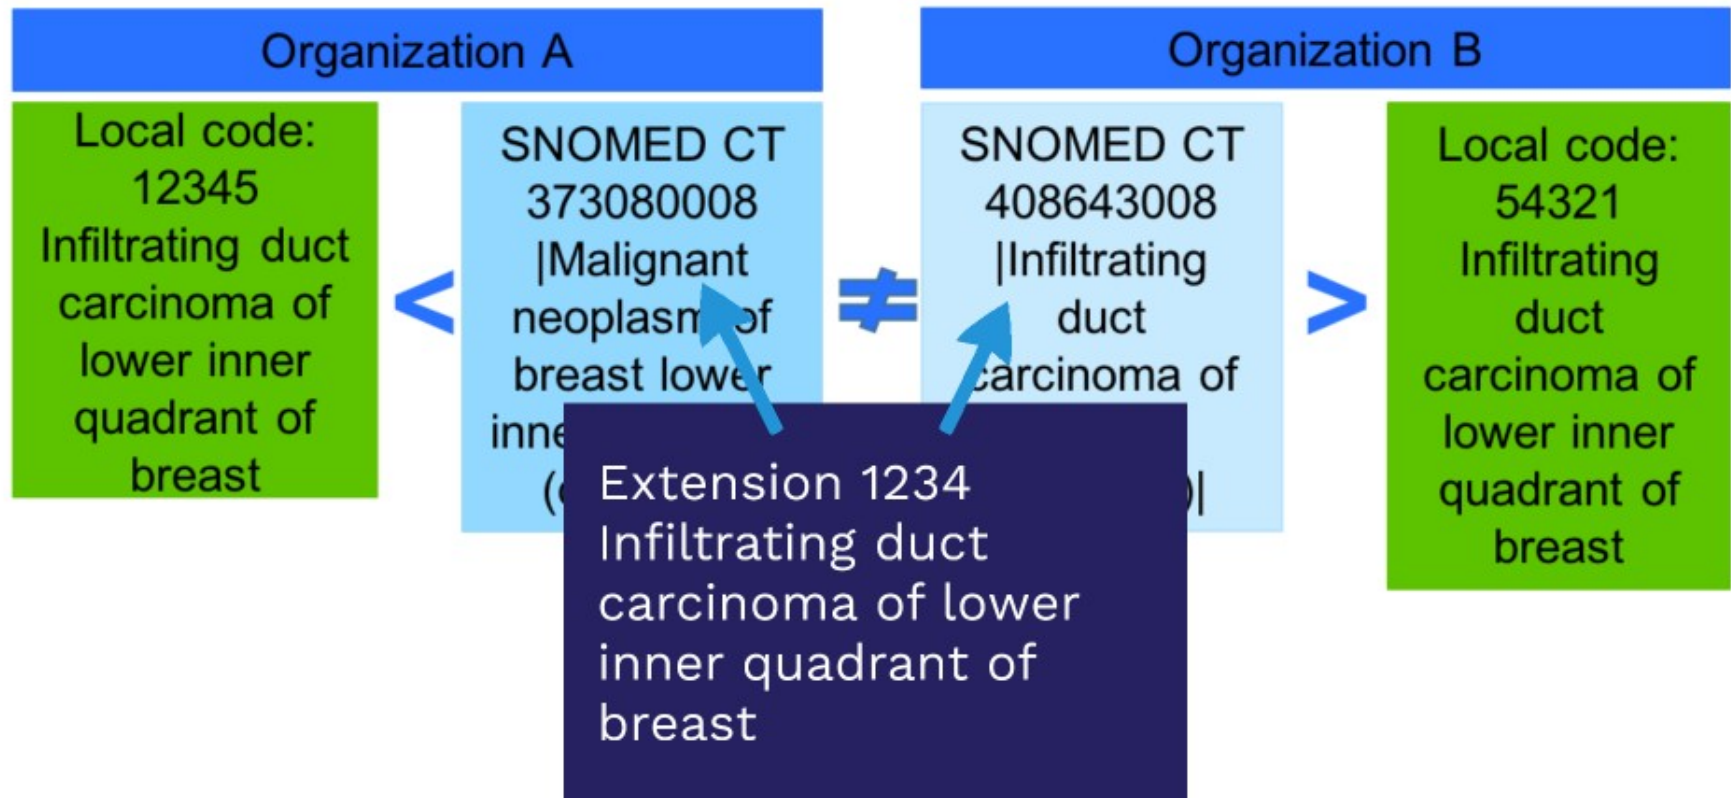 Organization A
Organization B
Local code:
12345
Infiltrating duct
carcinoma of
lower inner
quadrant of
breast
<
SNOMED CT
373080008
|Malignant
neoplasm of
breast lower
≠
SNOMED CT
408643008
|Infiltrating
duct
carcinoma of
)|
>
Local code:
54321
Infiltrating
duct
carcinoma of
lower inner
quadrant of
breast
Extension 1234
Infiltrating duct
carcinoma of lower
inner quadrant of
breast